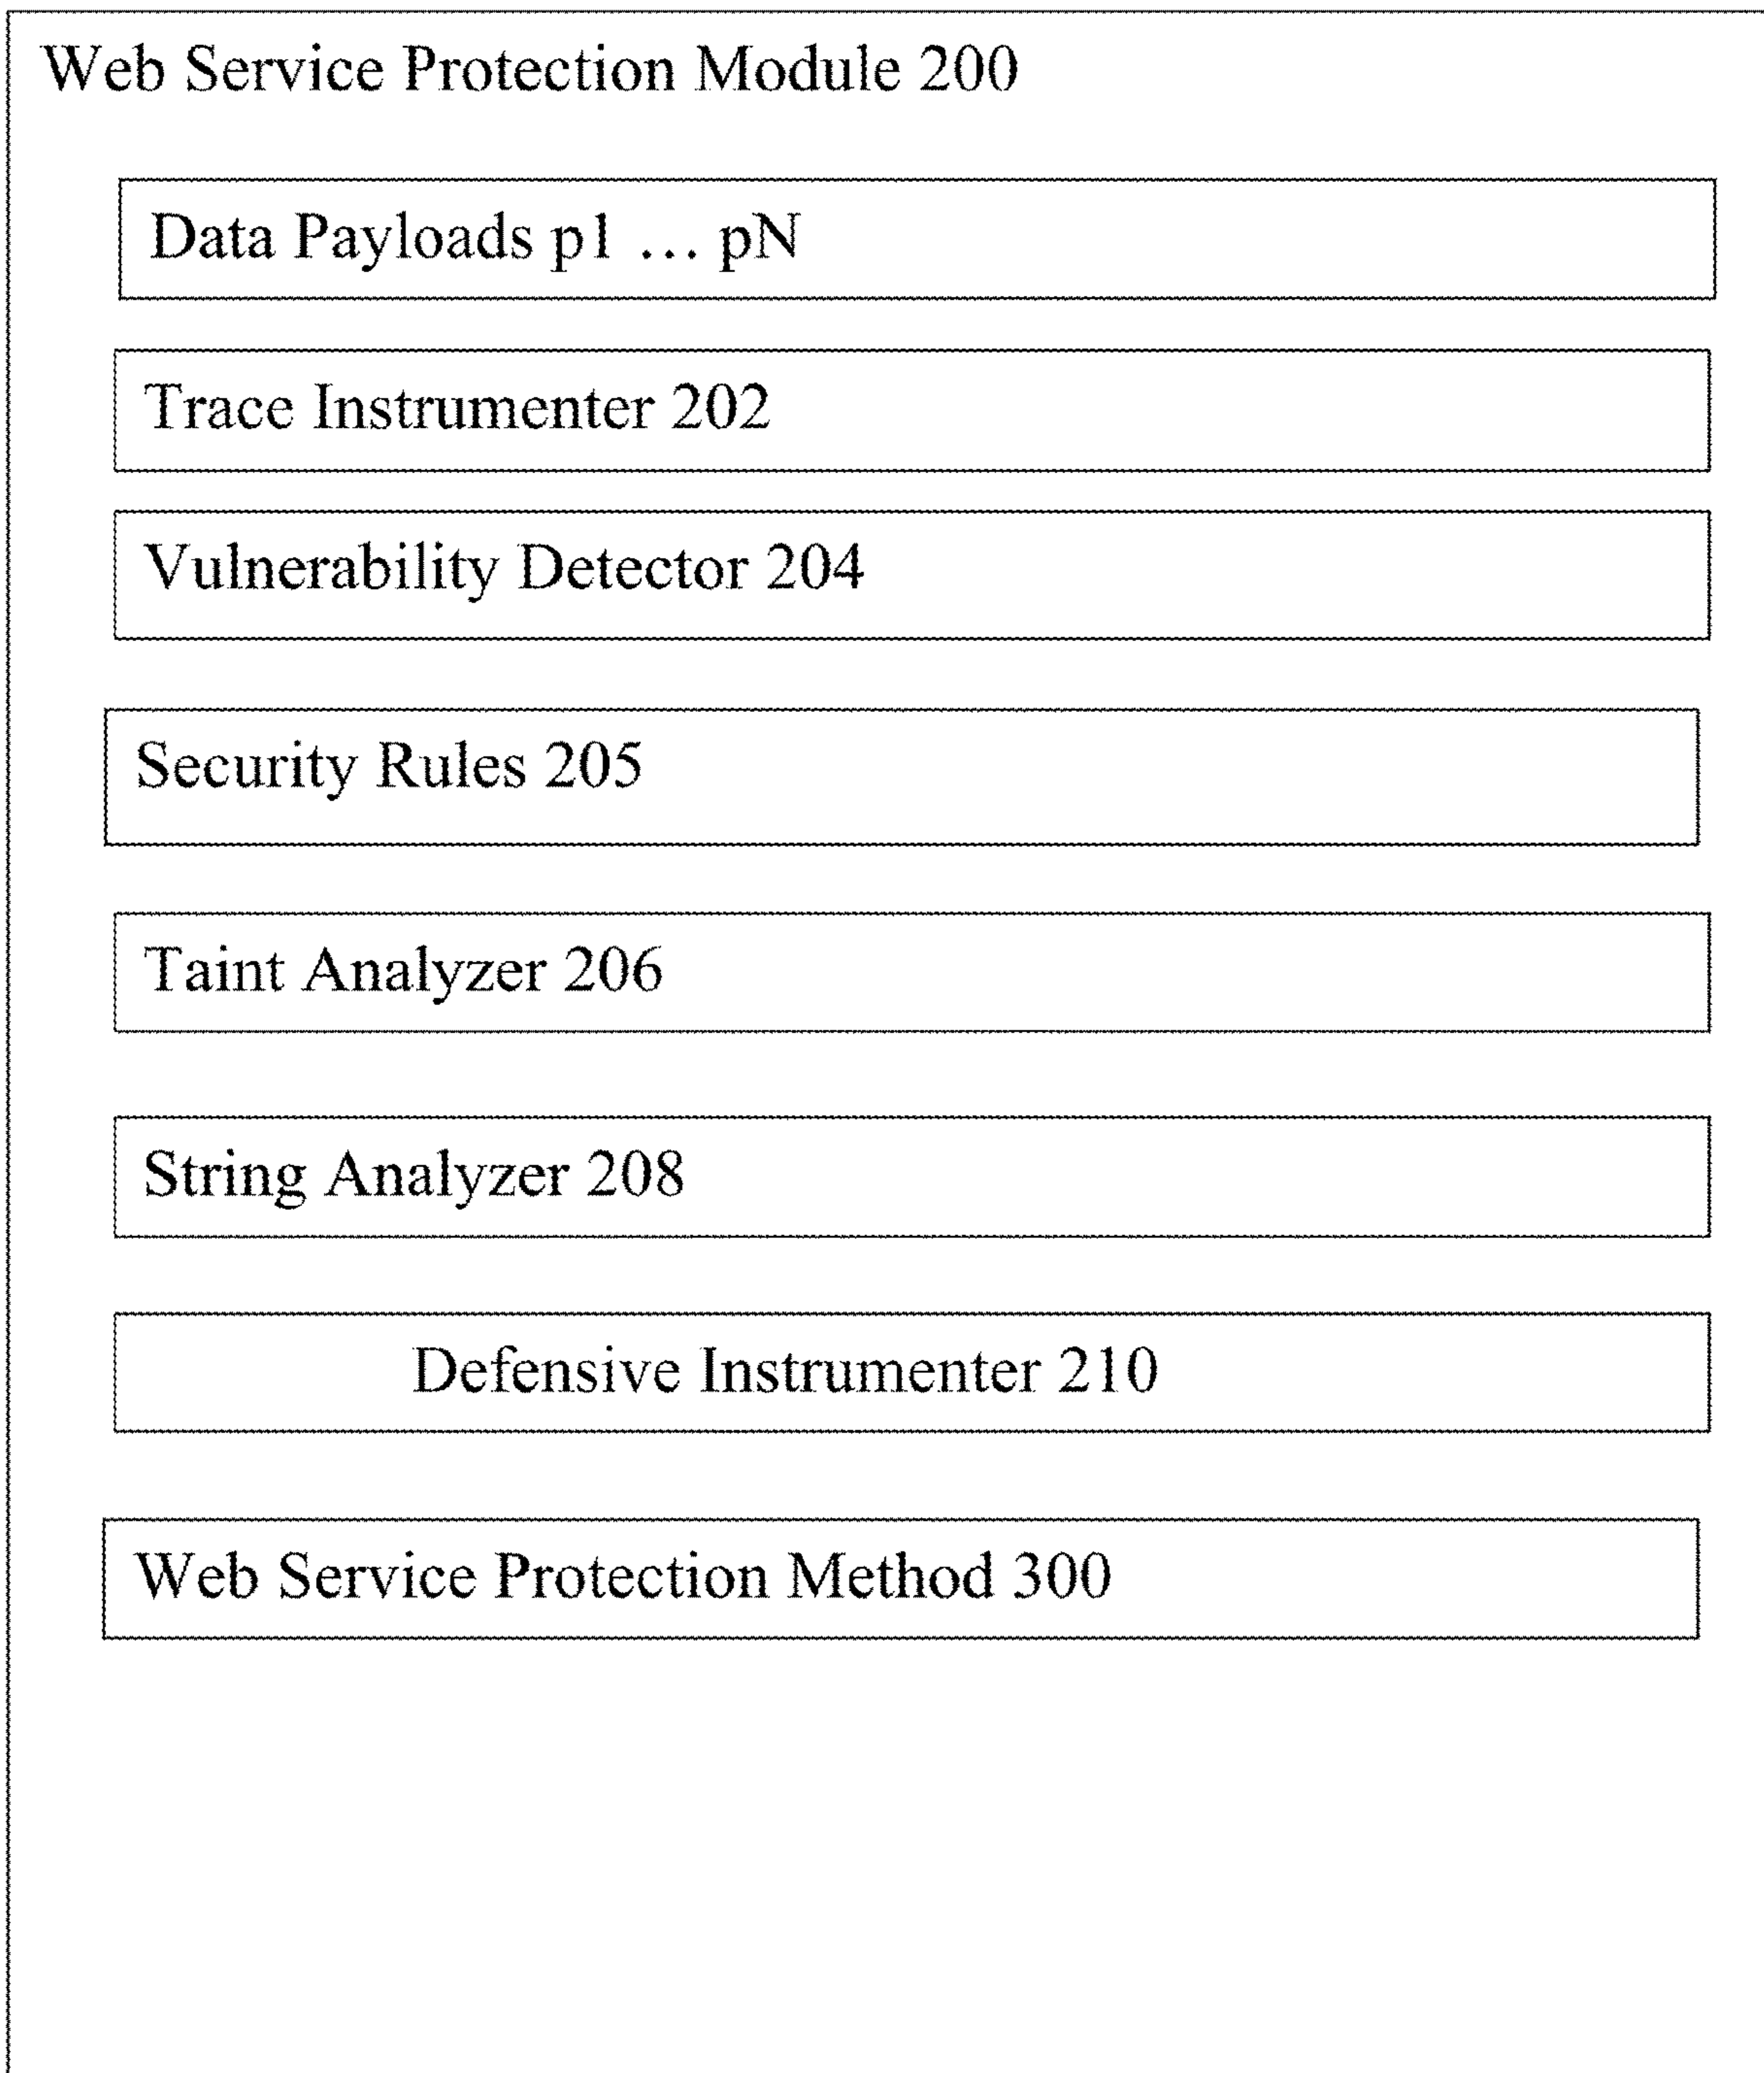 Web Service Protection Module 200
Data Payloads p1 … pN
Trace Instrumenter 202
Vulnerability Detector 204
Security Rules 205
Taint Analyzer 206
String Analyzer 208
Defensive Instrumenter 210
Web Service Protection Method 300